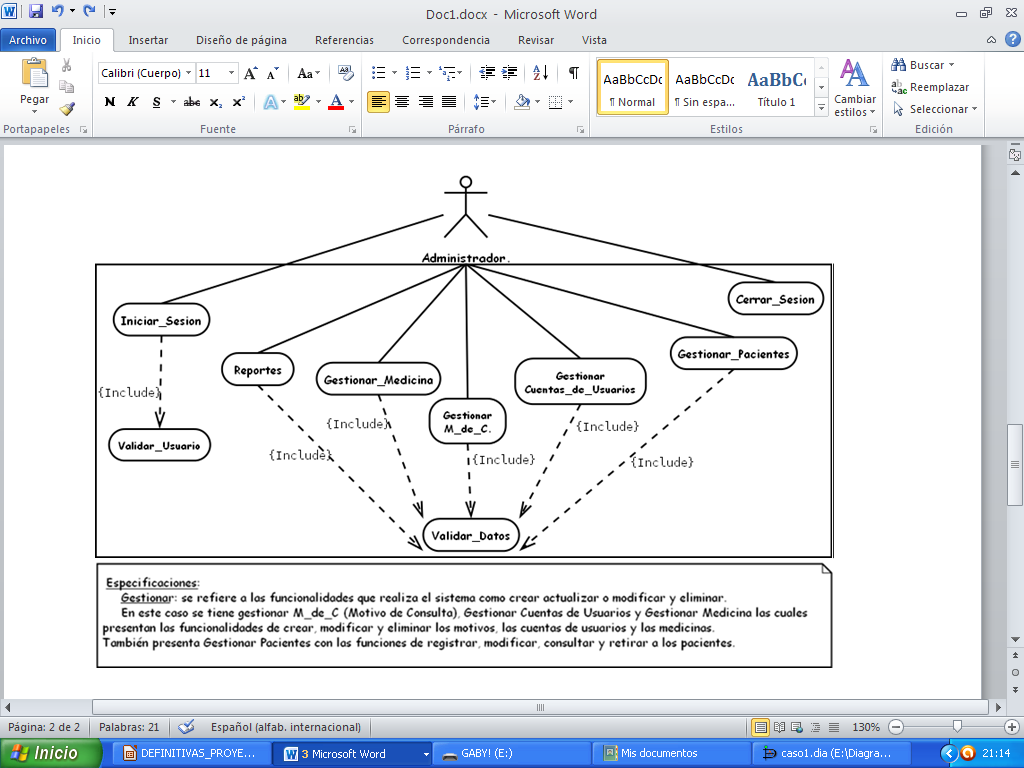 Doc1.docx - Microsoft Word
Archivo Inicio Insertar Diseño de página Referencias Correspondencia Revisar Vista
Pegar
Calibri (Cuerpo) 11
AaBbCcDc AaBbCcDc AaBbCc
¶ Normal ¶ Sin espa... Título 1
Cambiar estilos
Buscar
Reemplazar
Seleccionar
Portapapeles Fuente Párrafo Estilos Edición
Administrador.
Cerrar_Sesion
Iniciar_Sesion
Gestionar_Pacientes
Reportes
Gestionar_Medicina
Gestionar
Cuentas_de_Usuarios
{Include}
Gestionar
M_de_C.
{Include}
{Include}
Validar_Usuario
{Include}
{Include}
{Include}
Validar_Datos
Especificaciones:
Gestionar: se refiere a las funcionalidades que realiza el sistema como crear actualizar o modificar y eliminar.
En este caso se tiene gestionar M_de_C (Motivo de Consulta), Gestionar Cuentas de Usuarios y Gestionar Medicina las cuales
presentan las funcionalidades de crear, modificar y eliminar los motivos, las cuentas de usuarios y las medicinas.
También presenta Gestionar Pacientes con las funciones de registrar, modificar, consultar y retirar a los pacientes.
Página: 2 de 2 Palabras: 21 Español (alfab. internacional) 130%
Inicio DEFINITIVAS_PROYE... 3 Microsoft Word GABY! (E:) Mis documentos caso1.dia (E:\Diagra... 21:14